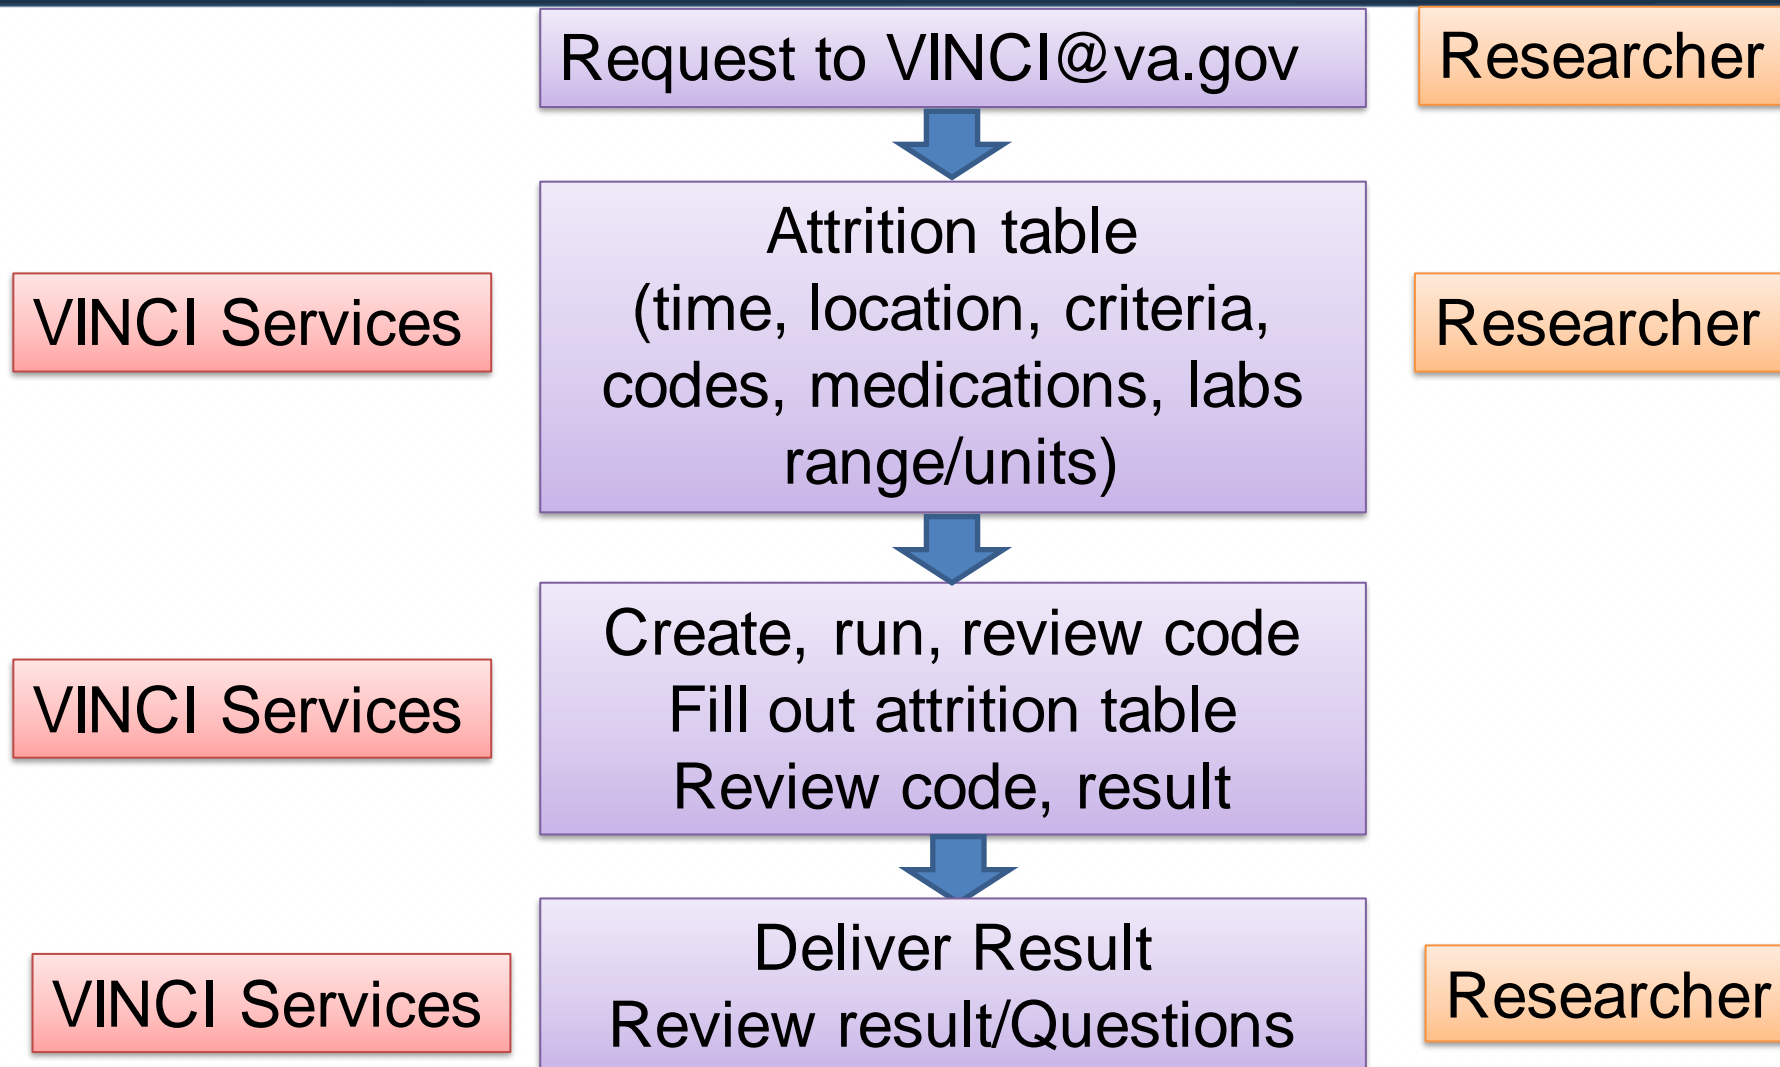 Request to VINCI@va.gov
Researcher
VINCI Services
Attrition table
(time, location, criteria,
codes, medications, labs
range/units)
Researcher
VINCI Services
Create, run, review code
Fill out attrition table
Review code, result
VINCI Services
Deliver Result
Review result/Questions
Researcher